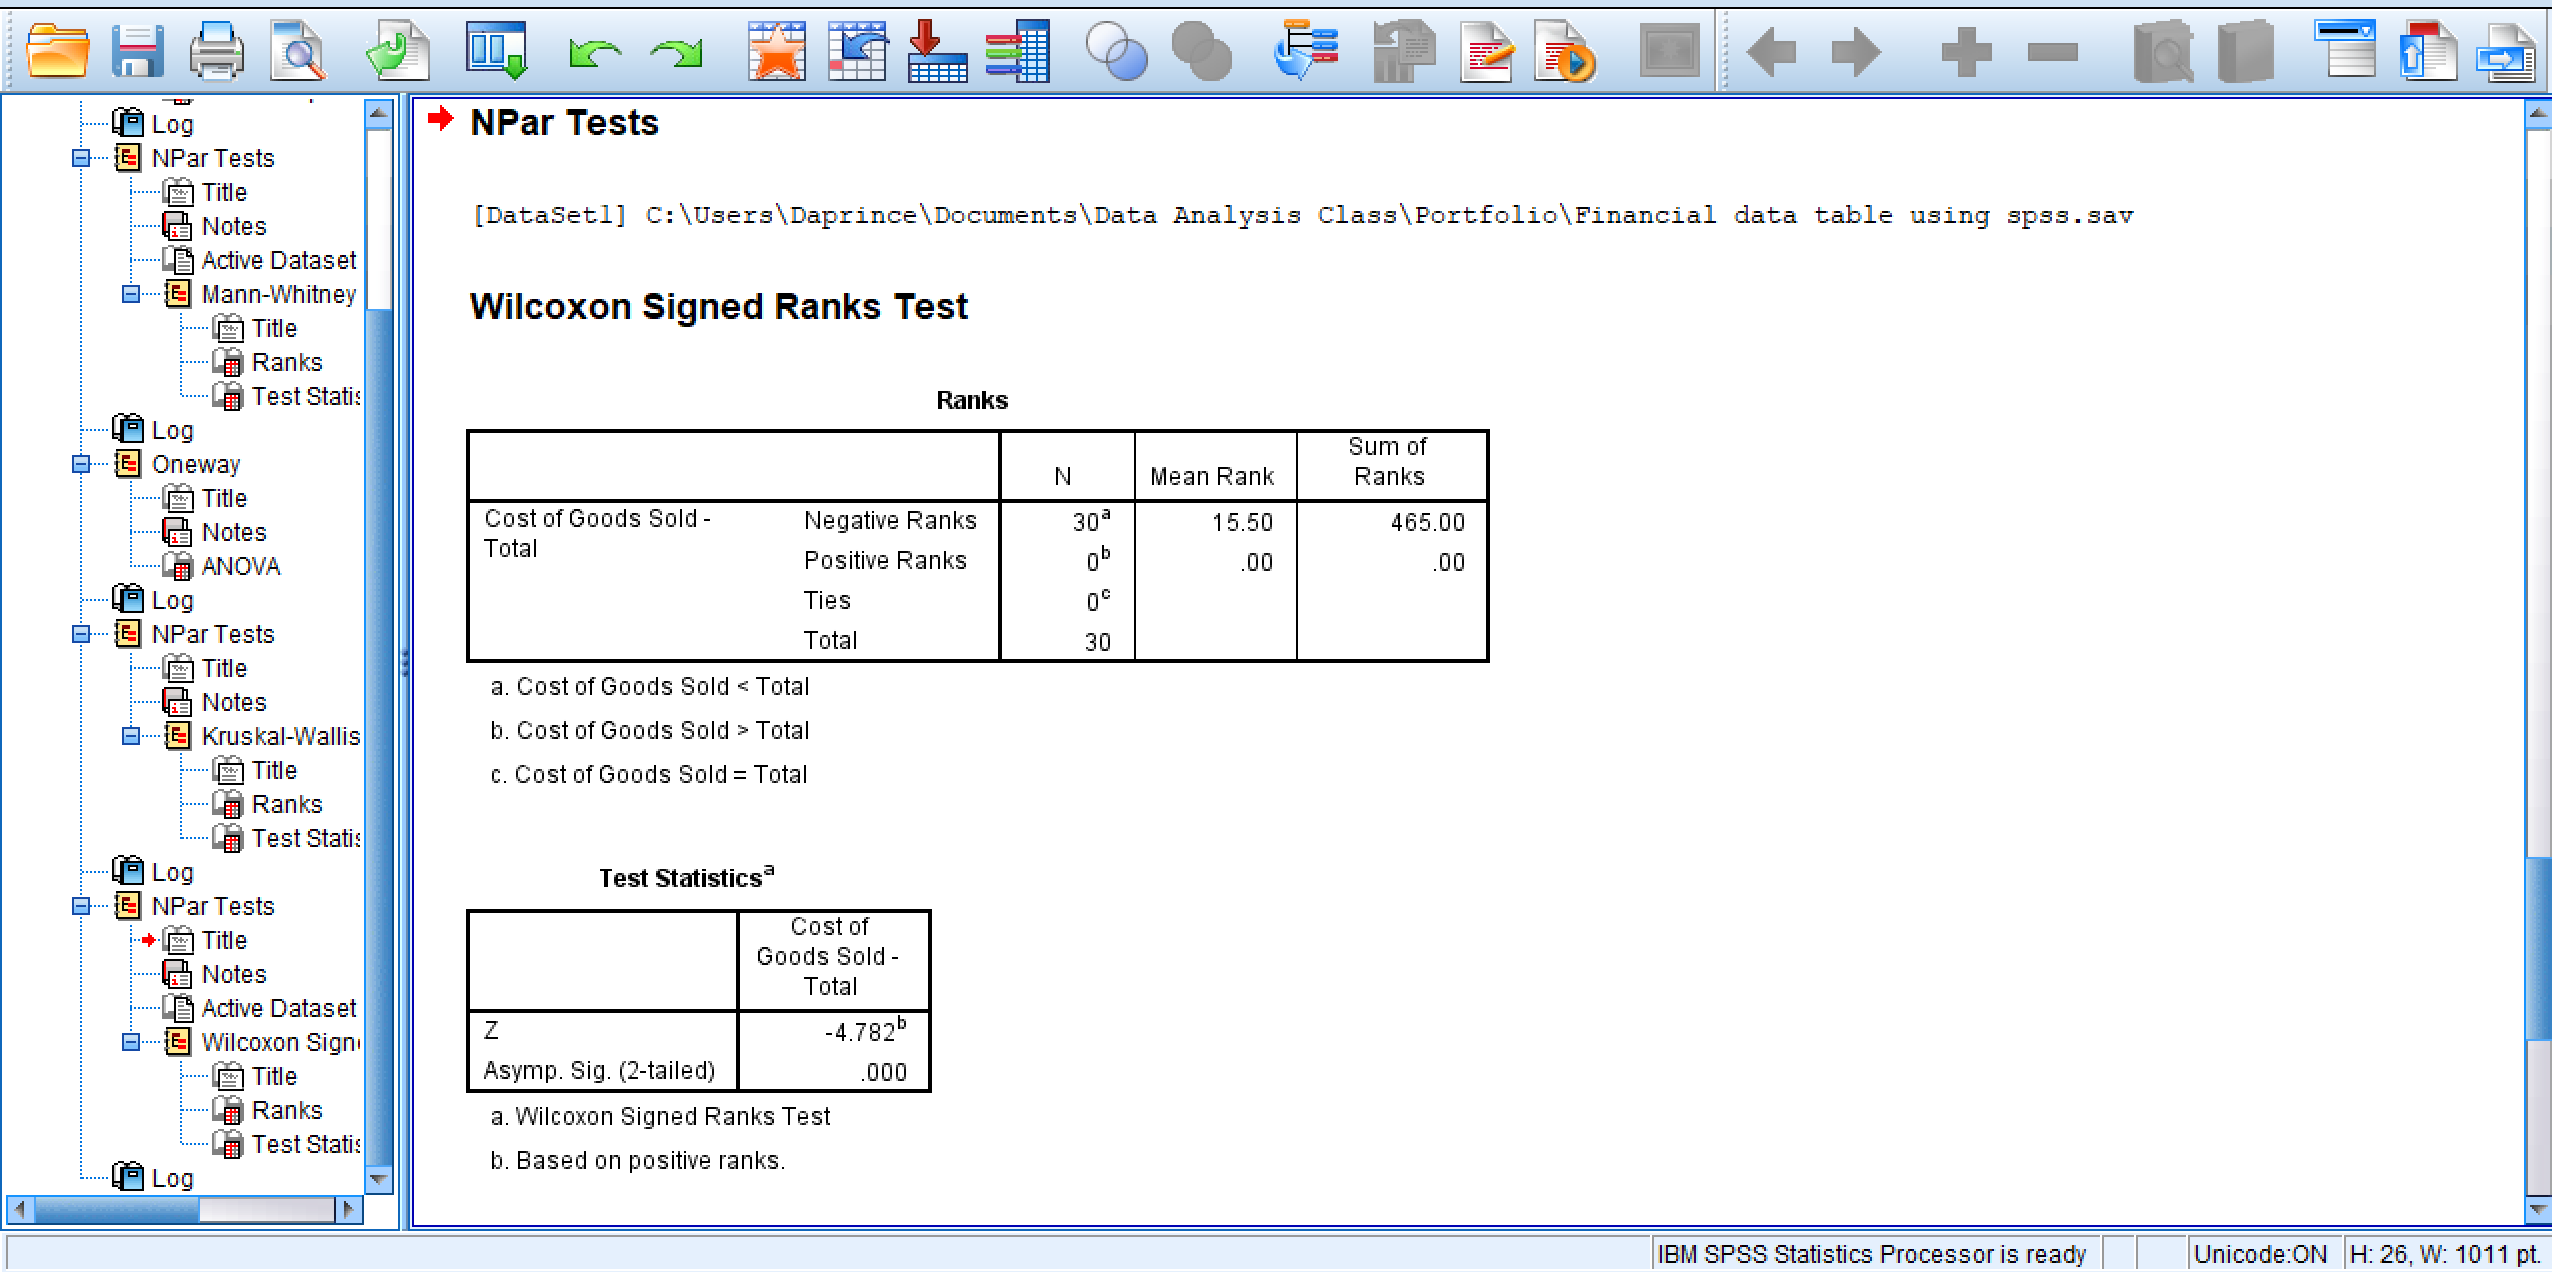 Log
NPar Tests
Title
Notes
Active Dataset
Mann-Whitney
Title
Ranks
Test Statis
Log
Oneway
Title
Notes
ANOVA
Log
NPar Tests
Title
Notes
Kruskal-Wallis
Title
Ranks
Test Statis
Log
NPar Tests
Title
Notes
Active Dataset
Wilcoxon Sign
Title
Ranks
Test Statis
Log
NPar Tests
[DataSet1] C:\Users\Daprince\Documents\Data Analysis Class\Portfolio\Financial data table using spss.sav
Wilcoxon Signed Ranks Test
Ranks
N Mean Rank Sum of Ranks
Cost of Goods Sold - Total Negative Ranks 30a 15.50 465.00
Positive Ranks 0b .00 .00
Ties 0c
Total 30
a. Cost of Goods Sold < Total
b. Cost of Goods Sold > Total
c. Cost of Goods Sold = Total
Test Statisticsa
Cost of
Goods Sold -
Total
Z -4.782b
Asymp. Sig. (2-tailed) .000
a. Wilcoxon Signed Ranks Test
b. Based on positive ranks.
IBM SPSS Statistics Processor is ready Unicode:ON H: 26, W: 1011 pt.